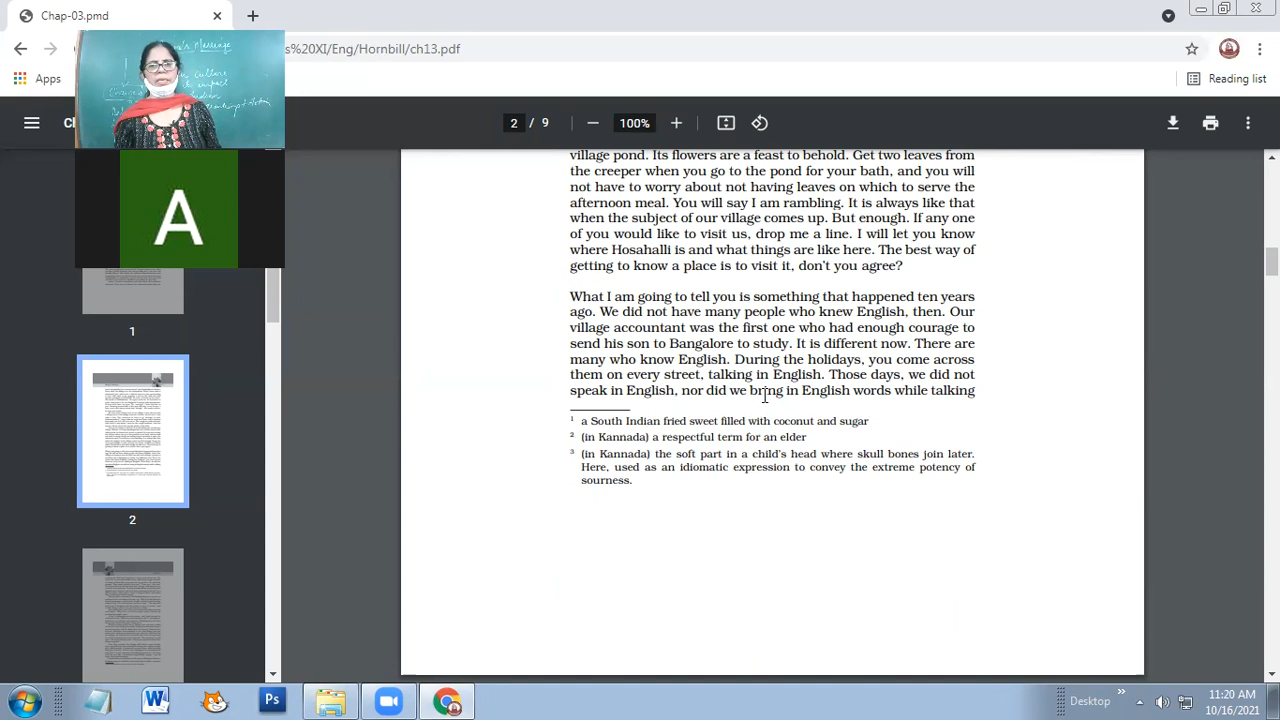 Chap-03.pmd
s%20XI/Eng/Hornbill/ch13.pdf
Apps
Reading list
Marriage
culture
impact
Ch
2 / 9
100%
A
village pond. Its flowers are a feast to behold. Get two leaves from
the creeper when you go to the pond for your bath, and you will
not have to worry about not having leaves on which to serve the
afternoon meal. You will say I am rambling. It is always like that
when the subject of our village comes up. But enough. If any one
of you would like to visit us, drop me a line. I will let you know
where Hosahalli is and what things are like here. The best way of
getting to know a place is to visit it, don't you agree?
What I am going to tell you is something that happened ten years
ago. We did not have many people who knew English, then. Our
village accountant was the first one who had enough courage to
send his son to Bangalore to study. It is different now. There are
many who know English. During the holidays, you come across
them on every street, talking in English. Those days, we did not
speak in English, nor did we bring in English words while talking
a South Indian fried sweet filled with coconut and sugar
(in Kannada) a respectful term for an elder
(in Kannada) the soft part in a child's head where skull bones join later.
Here, used as an idiomatic expression to convey the extreme potency of
sourness.
1
2
Desktop
11:20 AM
10/16/2021
W
Ps